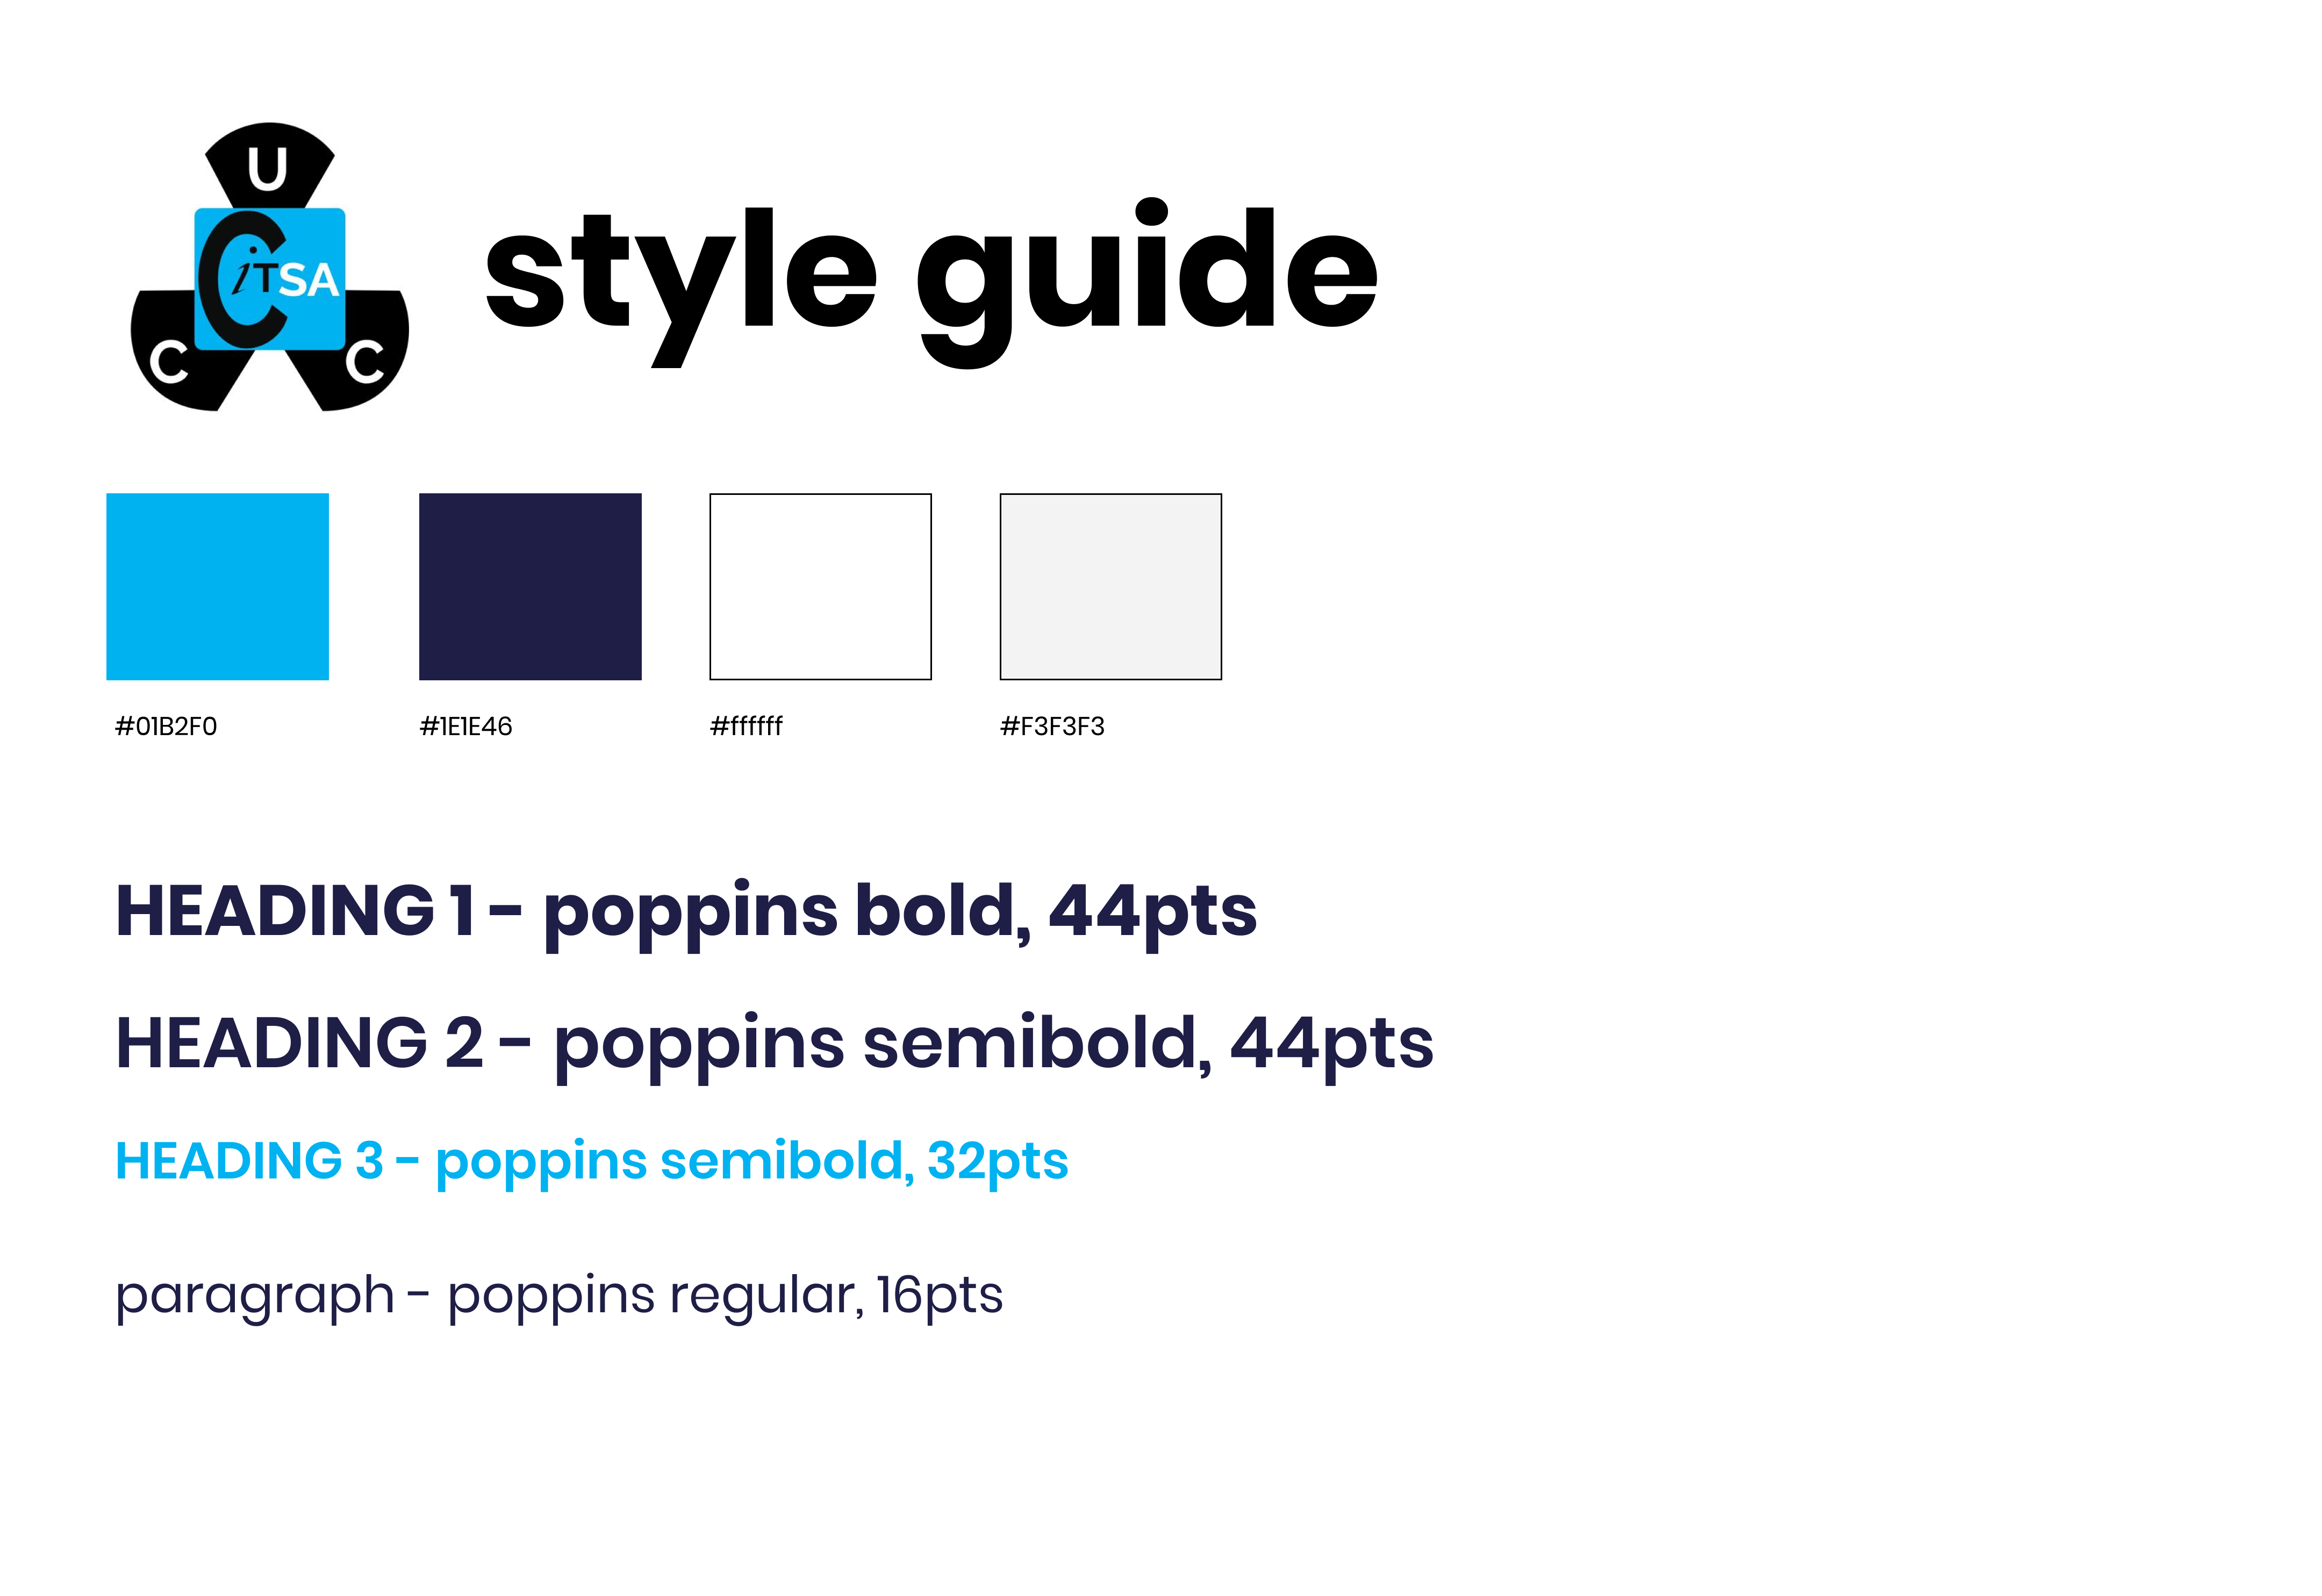 U
CiTSA
C C
style guide
#01B2F0 #1E1E46 #ffffff #F3F3F3
HEADING 1 - poppins bold, 44pts
HEADING 2 - poppins semibold, 44pts
HEADING 3 - poppins semibold, 32pts
paragraph - poppins regular, 16pts